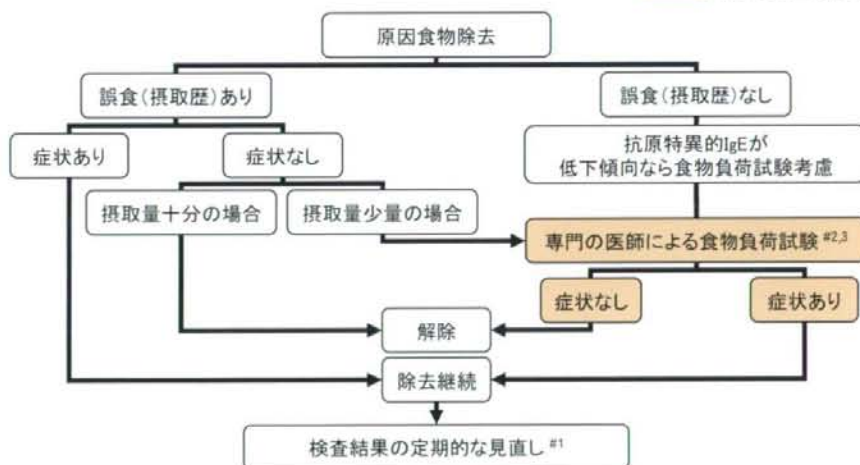 原因食物除去
誤食(摂取歴)あり
誤食(摂取歴)なし
症状あり
症状なし
抗原特異的IgEが
低下傾向なら食物負荷試験考慮
摂取量十分の場合
摂取量少量の場合
専門の医師による食物負荷試験 #2,3
症状なし
症状あり
解除
除去継続
検査結果の定期的な見直し #1